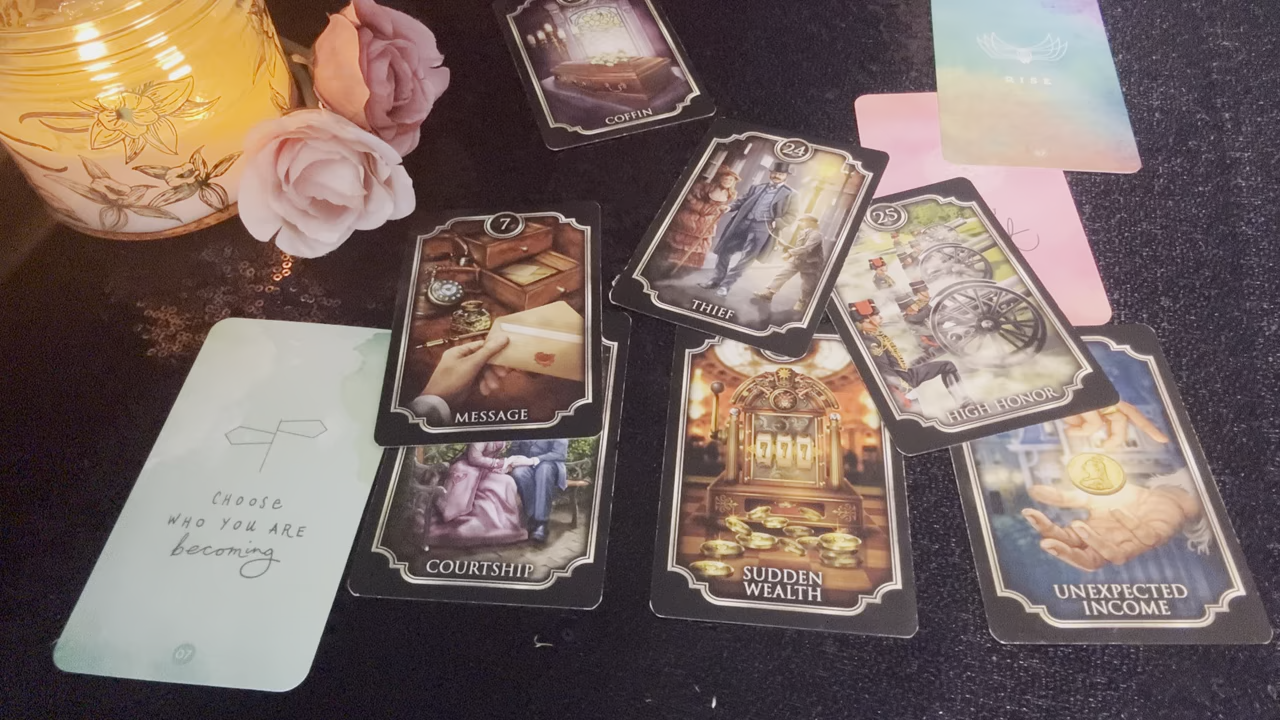 COFFIN
RISE
24
THIEF
25
HIGH HONOR
7
MESSAGE
CHOOSE
WHO YOU ARE
becoming
07
COURTSHIP
777
SUDDEN
WEALTH
UNEXPECTED
INCOME